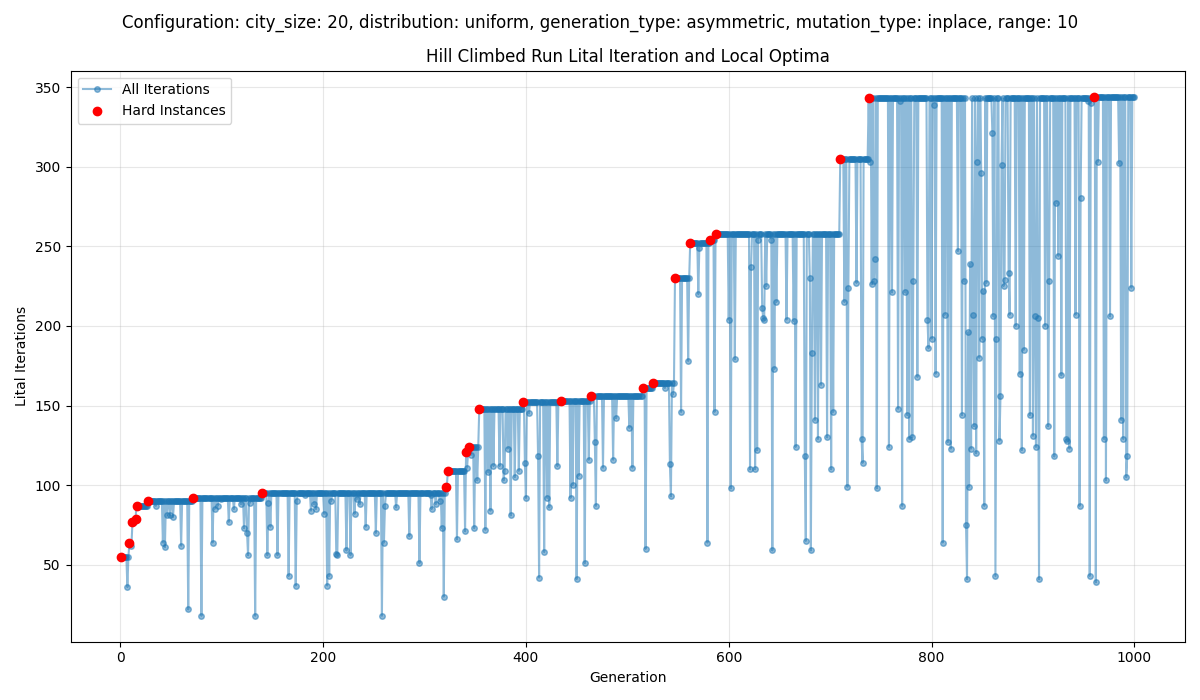 Configuration: city_size: 20, distribution: uniform, generation_type: asymmetric, mutation_type: inplace, range: 10
Hill Climbed Run Lital Iteration and Local Optima
All Iterations
Hard Instances
Lital Iterations
350
300
250
200
150
100
50
0
200
400
600
800
1000
Generation